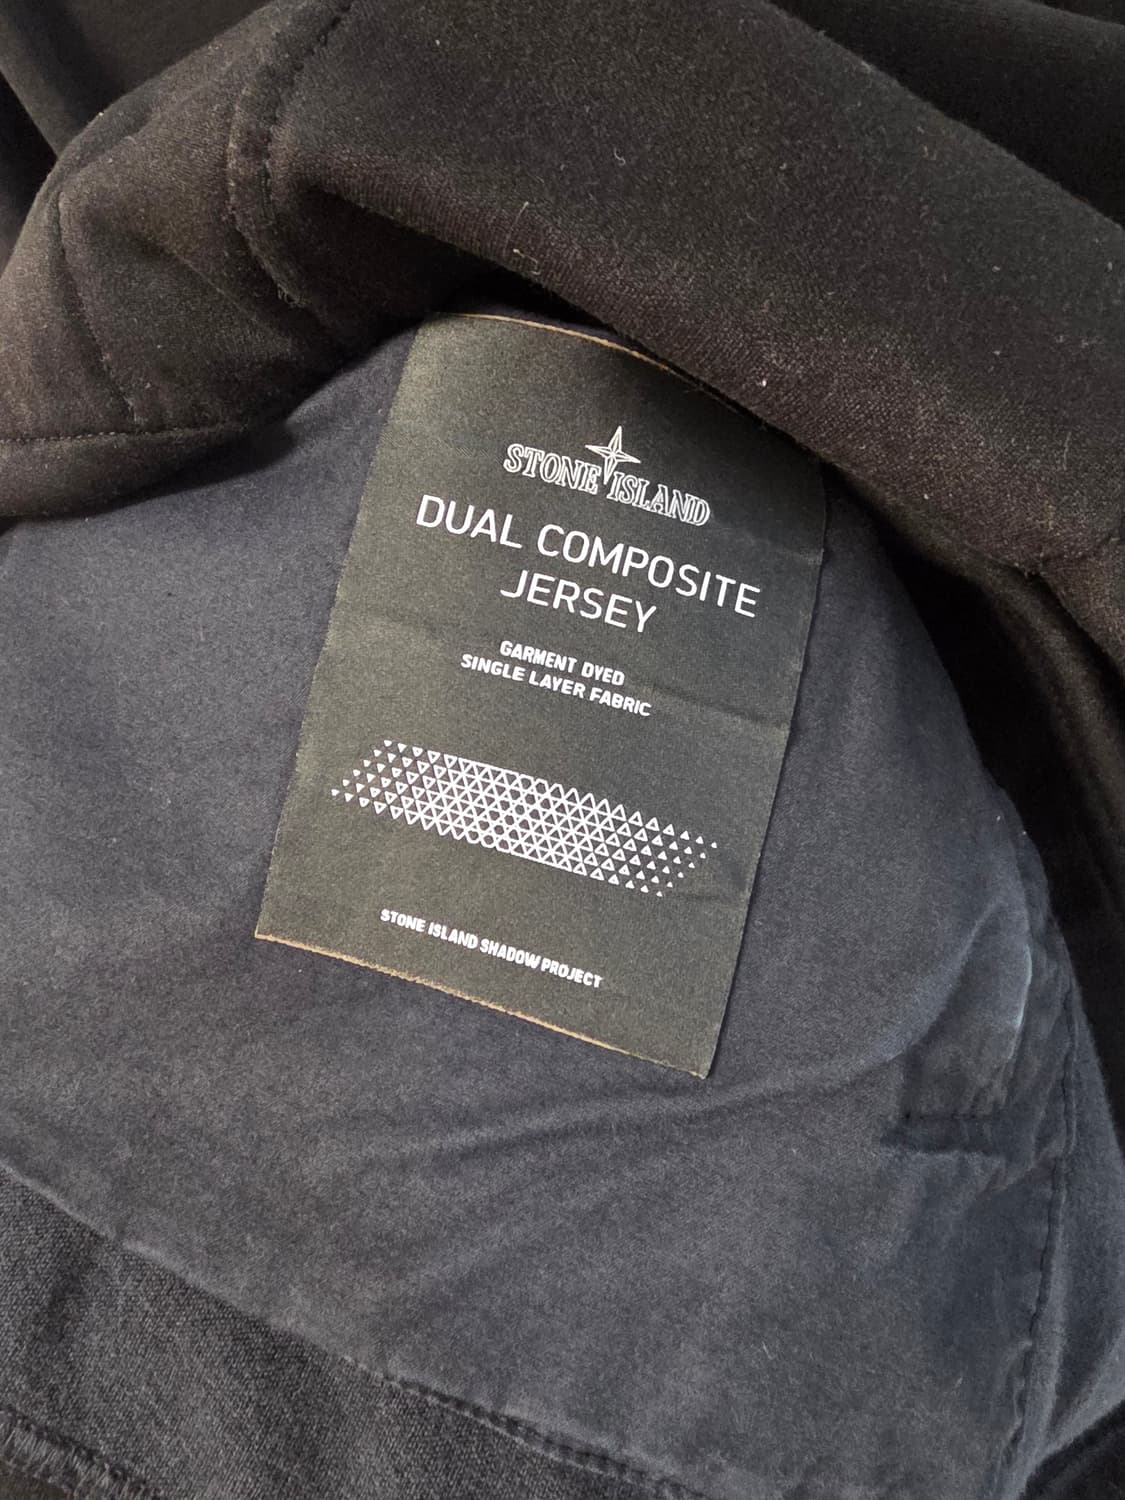 STONE ISLAND
DUAL COMPOSITE
JERSEY
GARMENT DYED
SINGLE LAYER FABRIC
STONE ISLAND SHADOW PROJECT